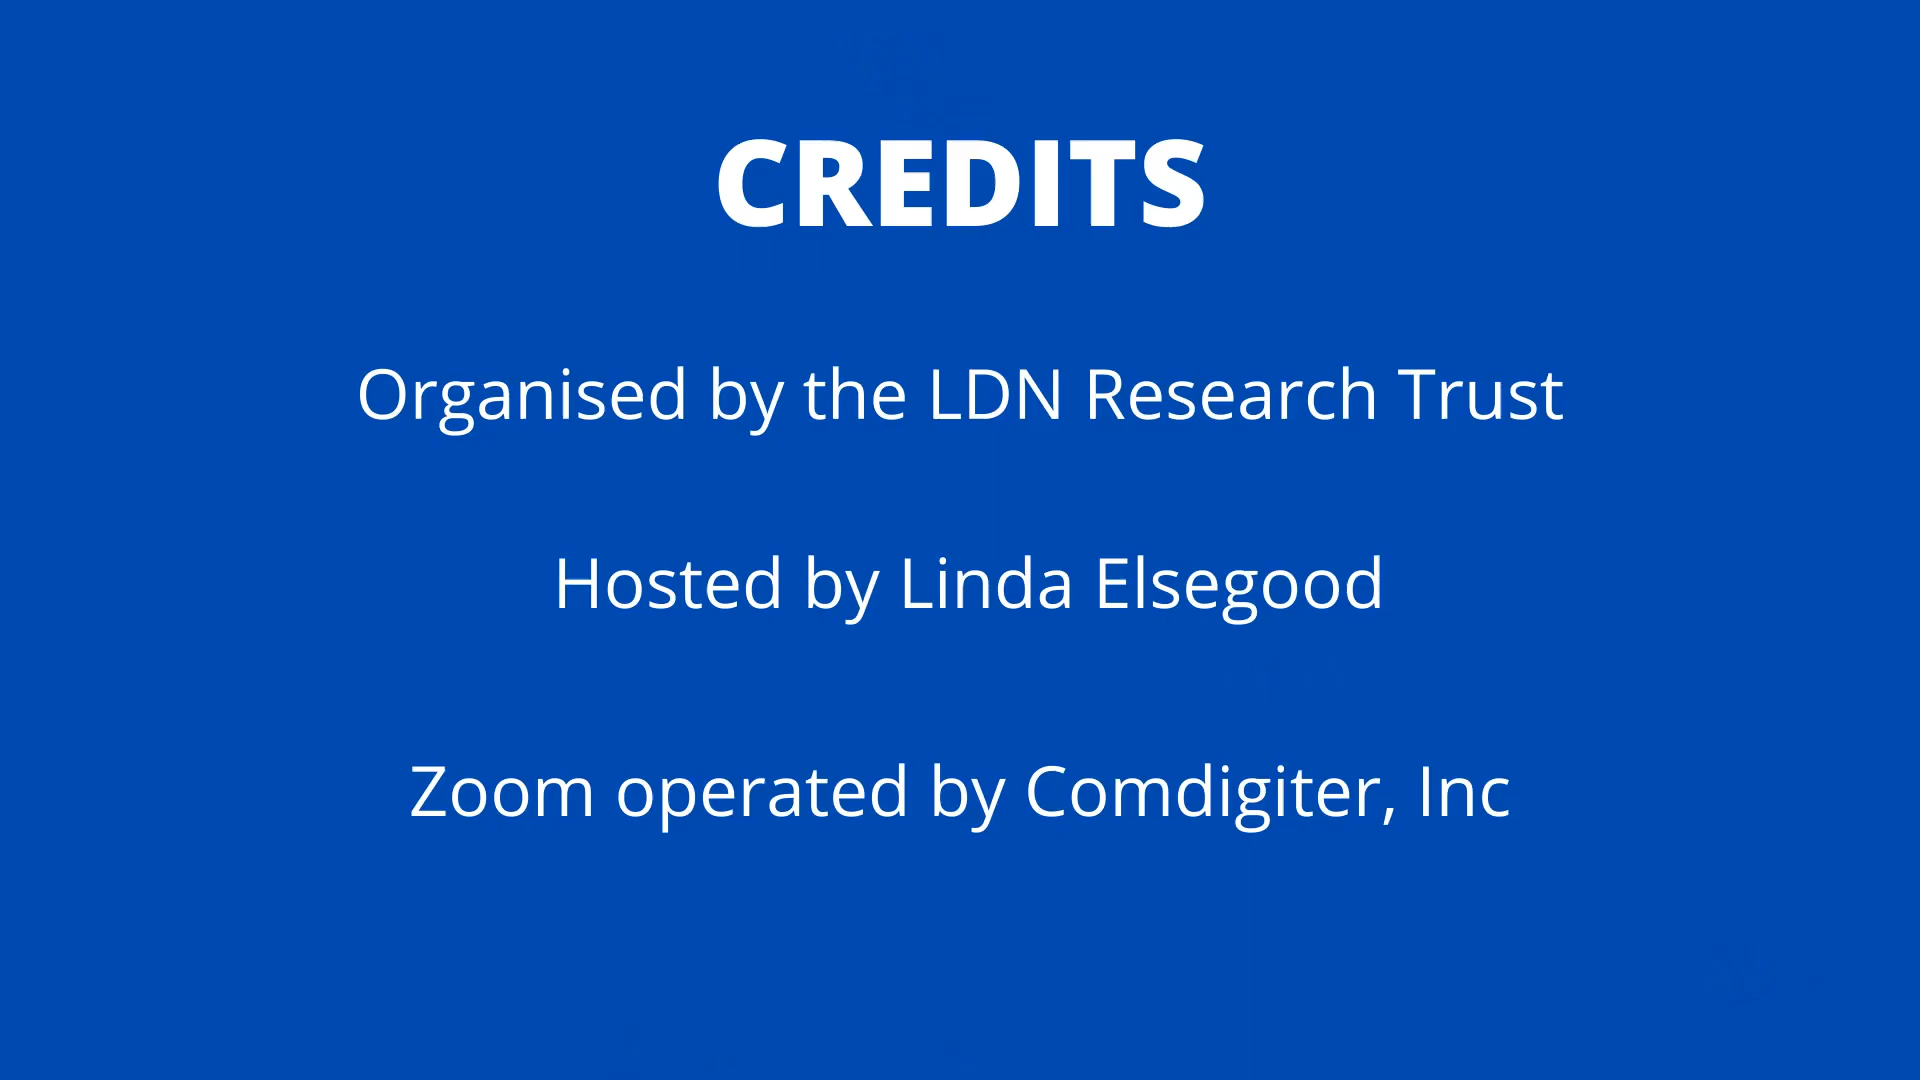 CREDITS
Organised by the LDN Research Trust
Hosted by Linda Elsegood
Zoom operated by Comdigiter, Inc